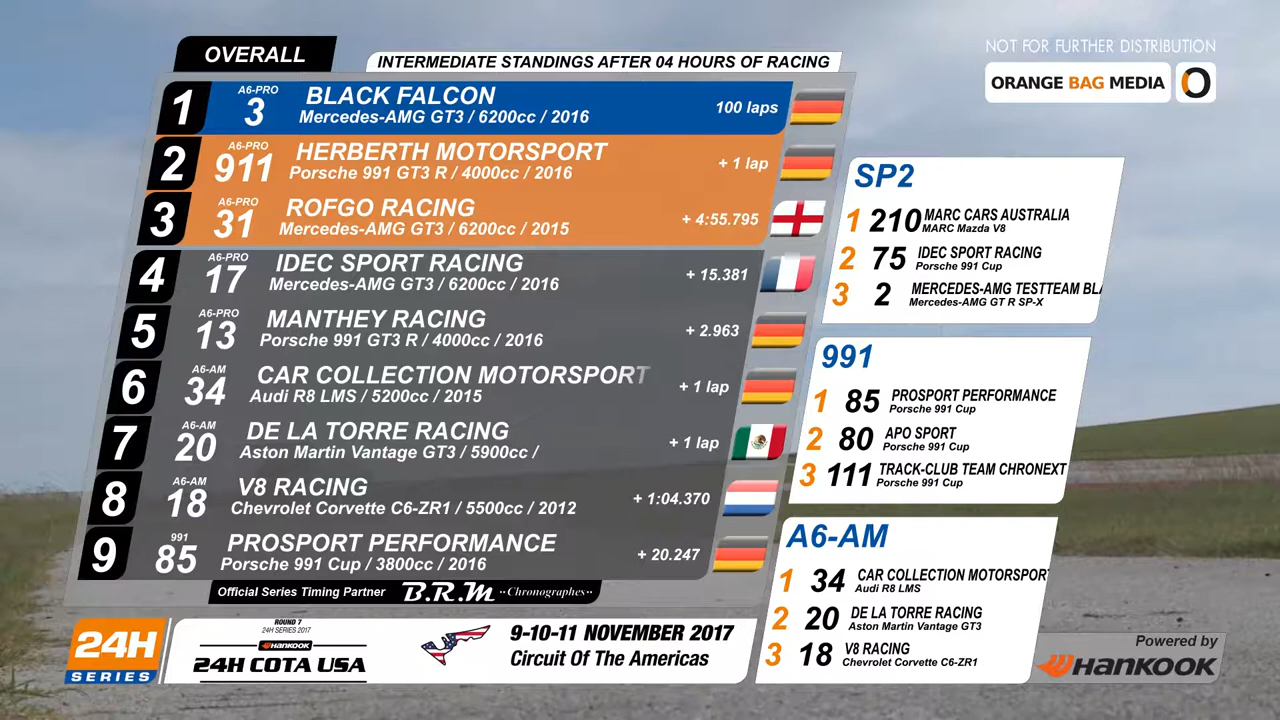 OVERALL
INTERMEDIATE STANDINGS AFTER 04 HOURS OF RACING
NOT FOR FURTHER DISTRIBUTION
ORANGE BAG MEDIA
1 A6-PRO 3 BLACK FALCON 100 laps
Mercedes-AMG GT3 / 6200cc / 2016
2 A6-PRO 911 HERBERTH MOTORSPORT + 1 lap
Porsche 991 GT3 R / 4000cc / 2016
3 A6-PRO 31 ROFGO RACING + 4:55.795
Mercedes-AMG GT3 / 6200cc / 2015
4 A6-PRO 17 IDEC SPORT RACING + 15.381
Mercedes-AMG GT3 / 6200cc / 2016
5 A6-PRO 13 MANTHEY RACING + 2.963
Porsche 991 GT3 R / 4000cc / 2016
6 A6-AM 34 CAR COLLECTION MOTORSPORT + 1 lap
Audi R8 LMS / 5200cc / 2015
7 A6-AM 20 DE LA TORRE RACING + 1 lap
Aston Martin Vantage GT3 / 5900cc /
8 A6-AM 18 V8 RACING + 1:04.370
Chevrolet Corvette C6-ZR1 / 5500cc / 2012
9 991 85 PROSPORT PERFORMANCE + 20.247
Porsche 991 Cup / 3800cc / 2016
Official Series Timing Partner B.R.M Chronographes
SP2
1 210 MARC CARS AUSTRALIA
MARC Mazda V8
2 75 IDEC SPORT RACING
Porsche 991 Cup
3 2 MERCEDES-AMG TESTTEAM BLA
Mercedes-AMG GT R SP-X
991
1 85 PROSPORT PERFORMANCE
Porsche 991 Cup
2 80 APO SPORT
Porsche 991 Cup
3 111 TRACK-CLUB TEAM CHRONEXT
Porsche 991 Cup
A6-AM
1 34 CAR COLLECTION MOTORSPORT
Audi R8 LMS
2 20 DE LA TORRE RACING
Aston Martin Vantage GT3
3 18 V8 RACING
Chevrolet Corvette C6-ZR1
24H SERIES
ROUND 7
24H SERIES 2017
HANKOOK
24H COTA USA
9-10-11 NOVEMBER 2017
Circuit Of The Americas
Powered by
HANKOOK